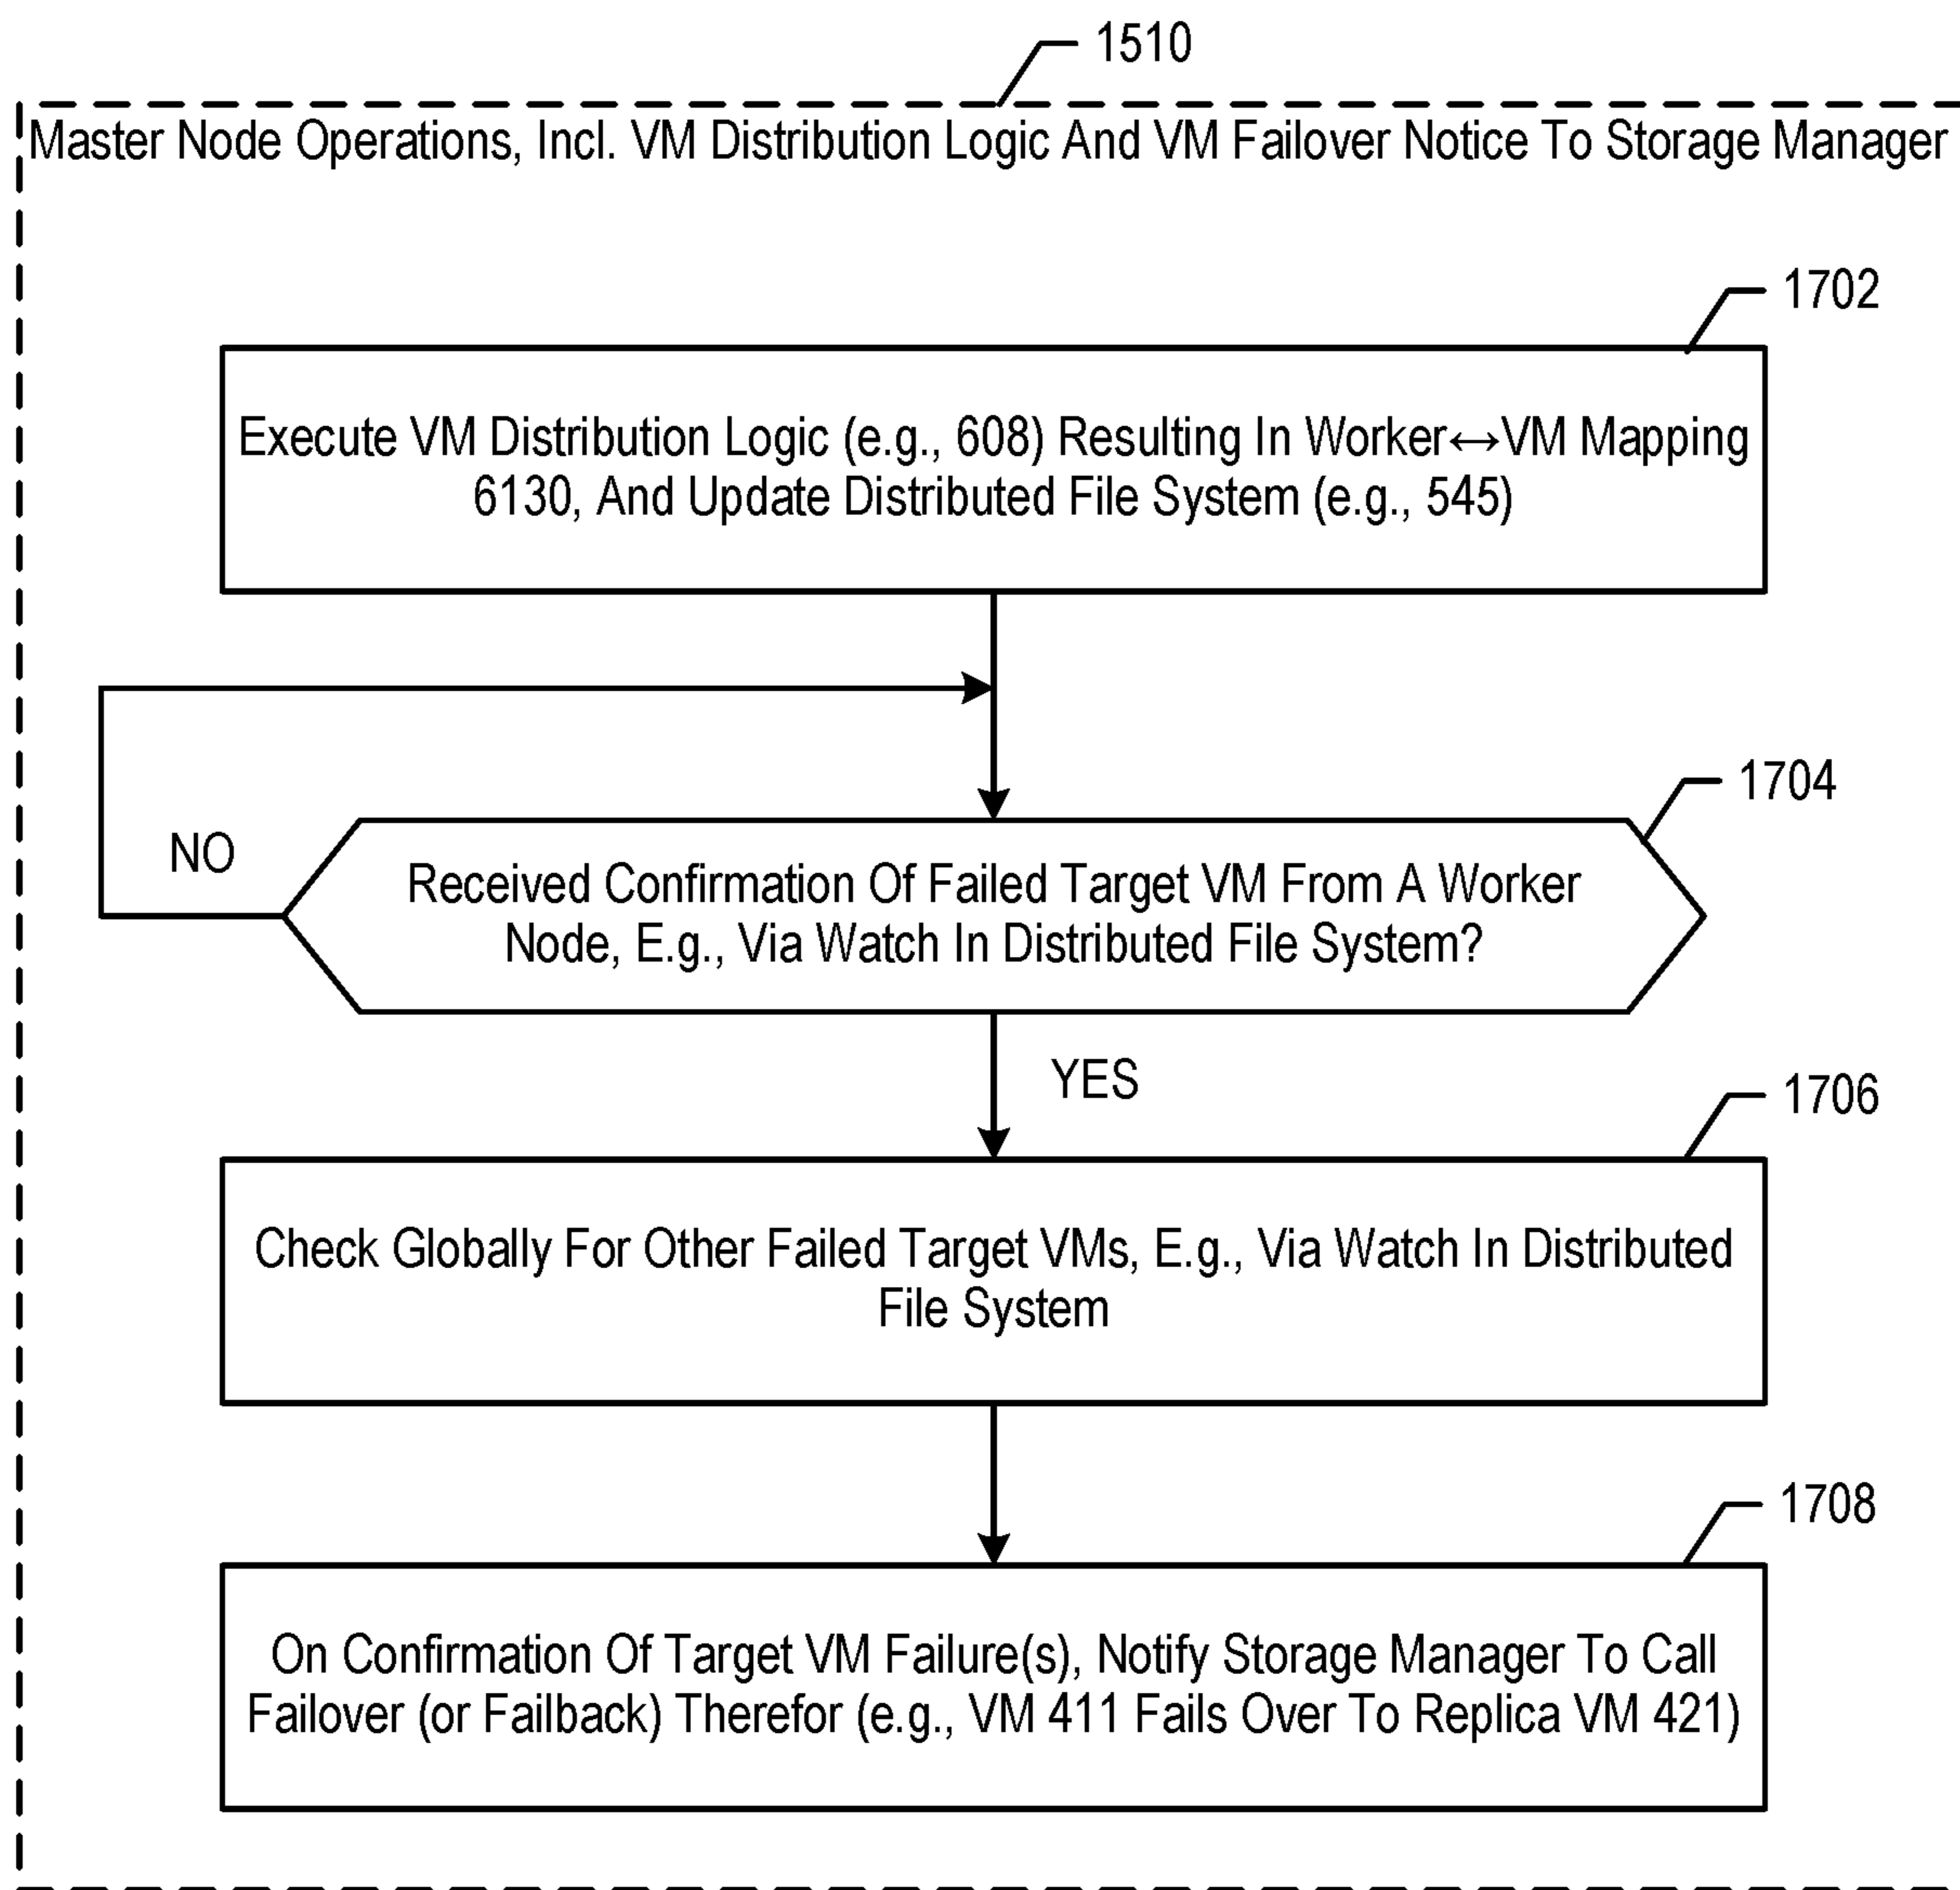 1510
Master Node Operations, Incl. VM Distribution Logic And VM Failover Notice To Storage Manager
1702
Execute VM Distribution Logic (e.g., 608) Resulting In Worker↔VM Mapping
6130, And Update Distributed File System (e.g., 545)
1704
NO
Received Confirmation Of Failed Target VM From A Worker
Node, E.g., Via Watch In Distributed File System?
YES
1706
Check Globally For Other Failed Target VMs, E.g., Via Watch In Distributed
File System
1708
On Confirmation Of Target VM Failure(s), Notify Storage Manager To Call
Failover (or Failback) Therefor (e.g., VM 411 Fails Over To Replica VM 421)